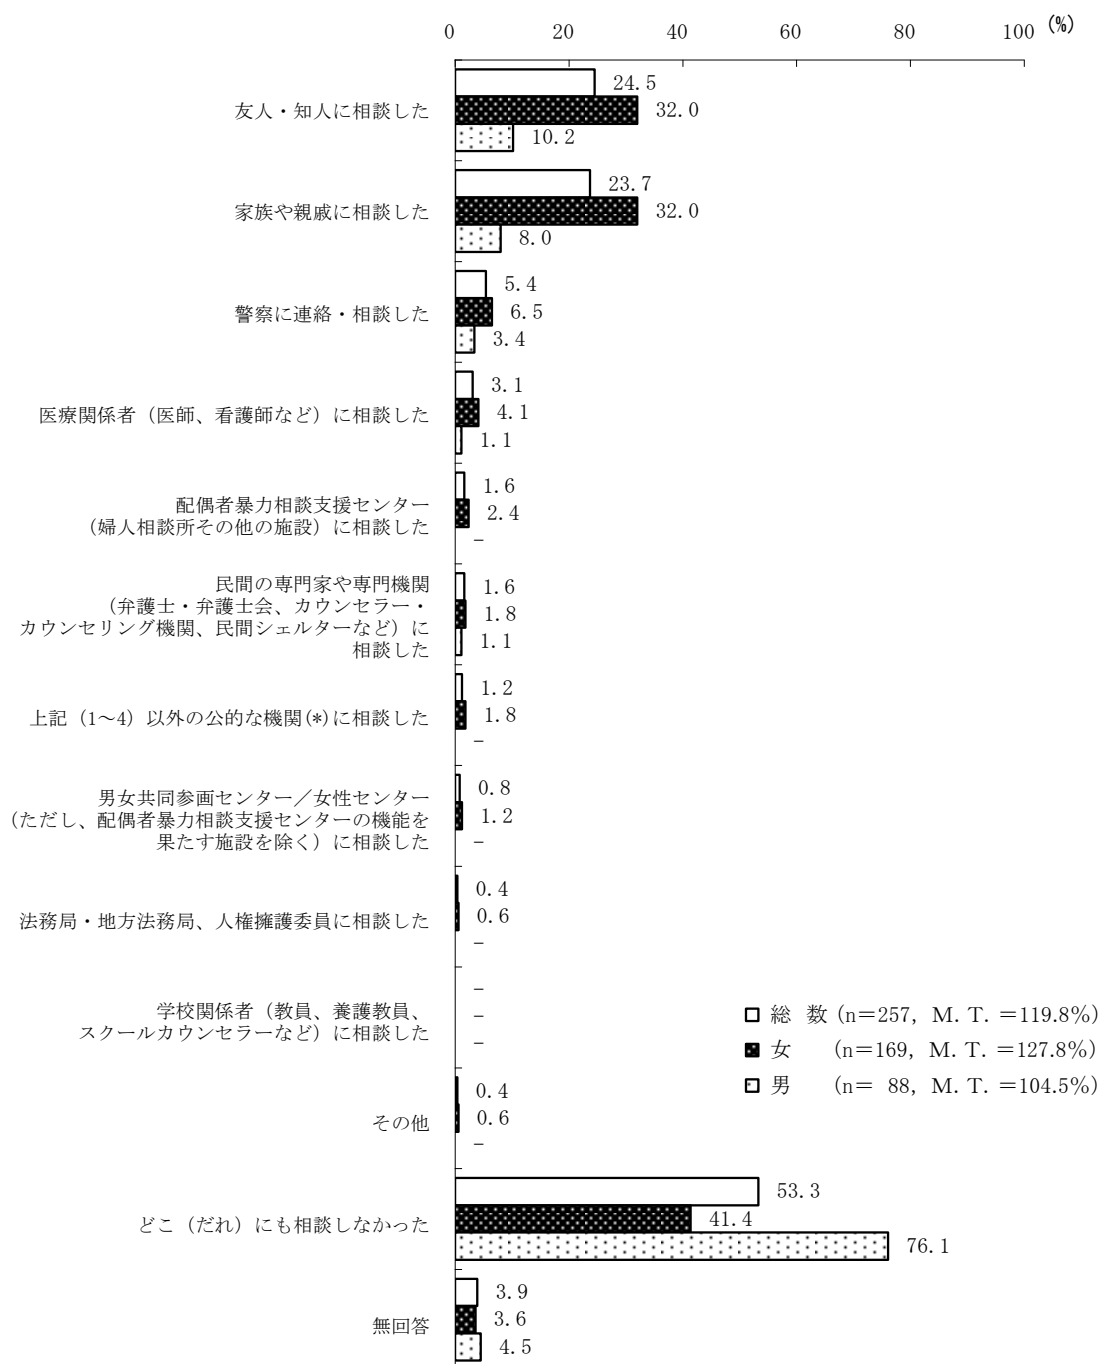 0 20 40 60 80 100 (%)
24.5
友人・知人に相談した 32.0
10.2
23.7
家族や親戚に相談した 32.0
8.0
5.4
警察に連絡・相談した 6.5
3.4
3.1
医療関係者（医師、看護師など）に相談した 4.1
1.1
1.6
配偶者暴力相談支援センター
（婦人相談所その他の施設）に相談した 2.4
－
民間の専門家や専門機関 1.6
（弁護士・弁護士会、カウンセラー・ 1.8
カウンセリング機関、民間シェルターなど）に
相談した 1.1
1.2
上記（1～4）以外の公的な機関(*)に相談した 1.8
－
男女共同参画センター／女性センター 0.8
（ただし、配偶者暴力相談支援センターの機能を 1.2
果たす施設を除く）に相談した －
0.4
法務局・地方法務局、人権擁護委員に相談した 0.6
－
－
学校関係者（教員、養護教員、 －
スクールカウンセラーなど）に相談した －
総 数 (n＝257, M.T.＝119.8%)
女 (n＝169, M.T.＝127.8%)
男 (n＝ 88, M.T.＝104.5%)
0.4
その他 0.6
－
53.3
どこ（だれ）にも相談しなかった 41.4
76.1
3.9
無回答 3.6
4.5